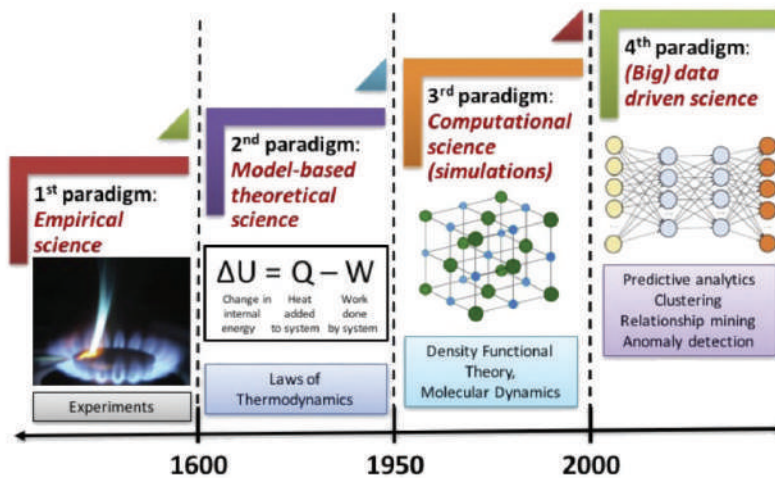 1st paradigm:
Empirical
science
Experiments
2nd paradigm:
Model-based
theoretical
science
ΔU = Q – W
Change in internal energy
Heat added to system
Work done by system
Laws of
Thermodynamics
3rd paradigm:
Computational
science
(simulations)
Density Functional
Theory,
Molecular Dynamics
4th paradigm:
(Big) data
driven science
Predictive analytics
Clustering
Relationship mining
Anomaly detection
1600
1950
2000